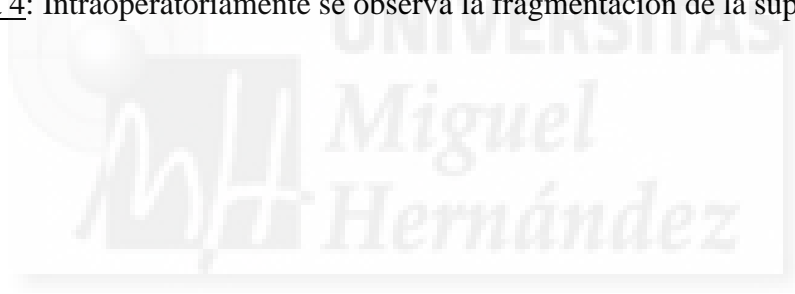 4: Intraoperatoriamente se observa la fragmentación de la sup
UNIVERSITAS
Miguel
Hernández